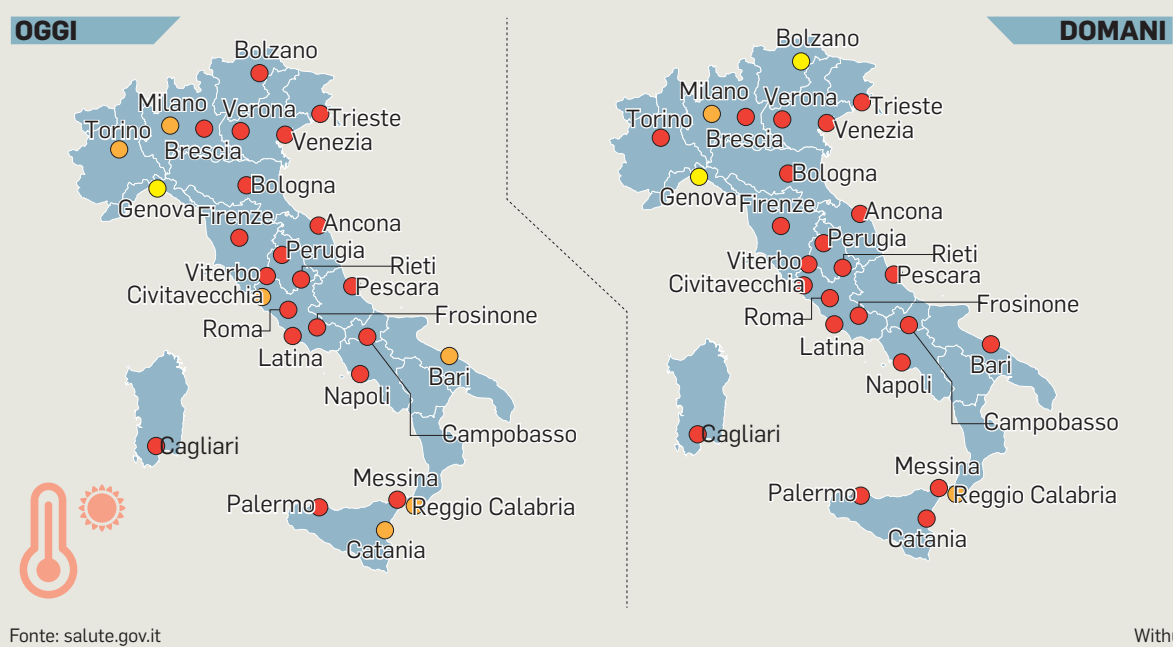 OGGI
Bolzano
Milano
Verona
Trieste
Torino
Brescia
Venezia
Bologna
Genova
Firenze
Ancona
Perugia
Viterbo
Rieti
Civitavecchia
Pescara
Roma
Frosinone
Latina
Bari
Napoli
Campobasso
Cagliari
Messina
Palermo
Reggio Calabria
Catania
DOMANI
Bolzano
Milano
Verona
Trieste
Torino
Brescia
Venezia
Bologna
Genova
Firenze
Ancona
Perugia
Viterbo
Rieti
Civitavecchia
Pescara
Roma
Frosinone
Latina
Bari
Napoli
Campobasso
Cagliari
Messina
Palermo
Reggio Calabria
Catania
Fonte: salute.gov.it